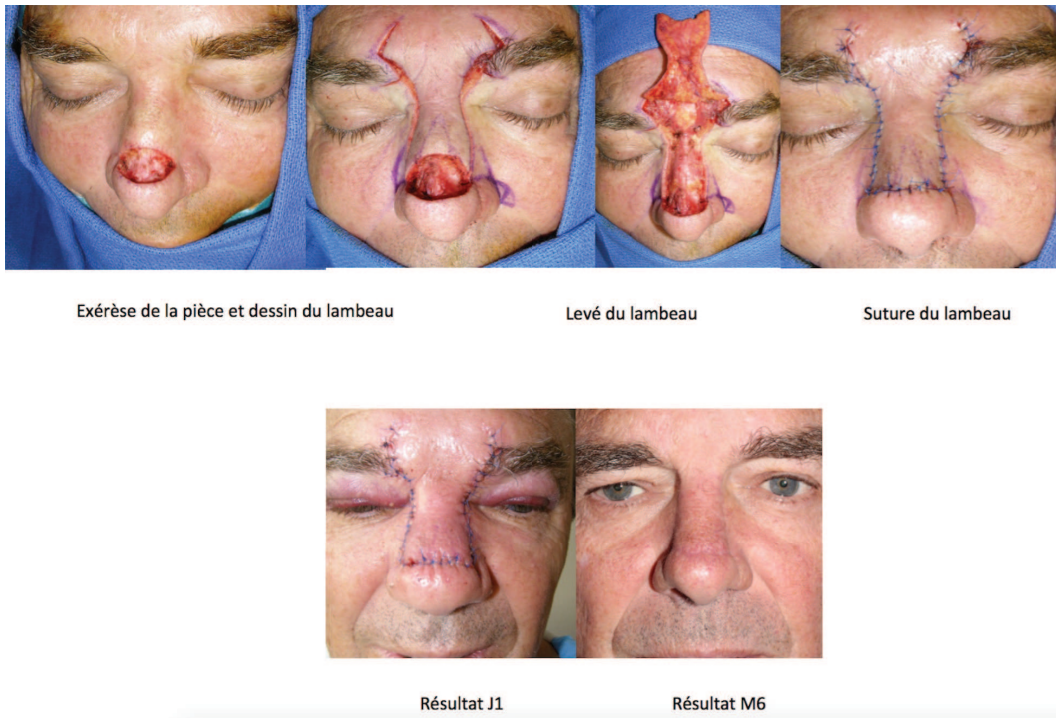 Exérèse de la pièce et dessin du lambeau
Levé du lambeau
Suture du lambeau
Résultat J1
Résultat M6